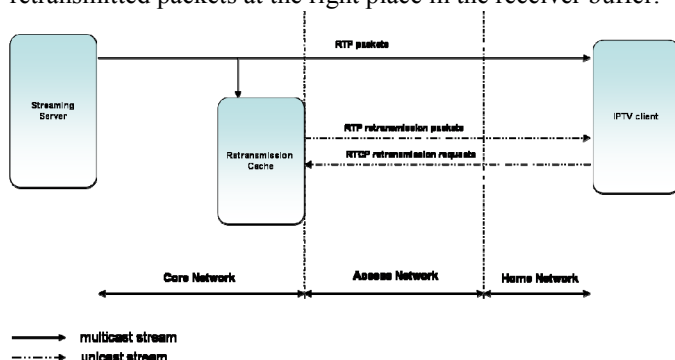 retransmitted packets at the right place in the receiver buffer.
RTP packets
Streaming
Server
IPTV client
Retransmission
Cache
RTP retransmission packets
RTCP retransmission requests
Core Network
Access Network
Home Network
multicast stream
unicast stream